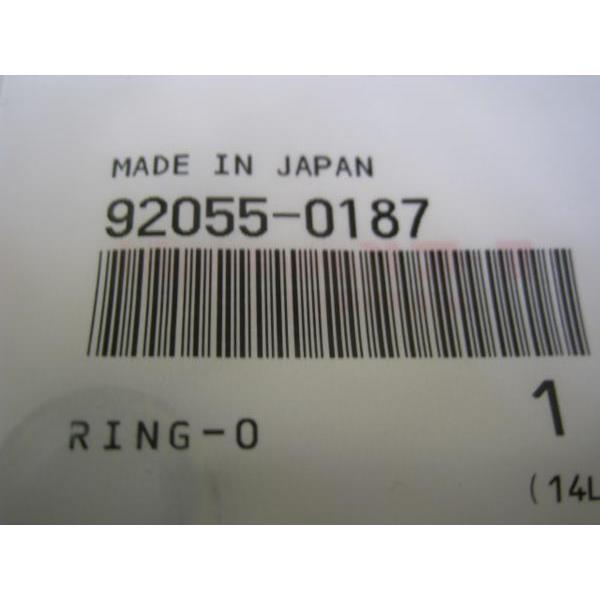 MADE IN JAPAN
92055-0187
RING-O
1
(14L